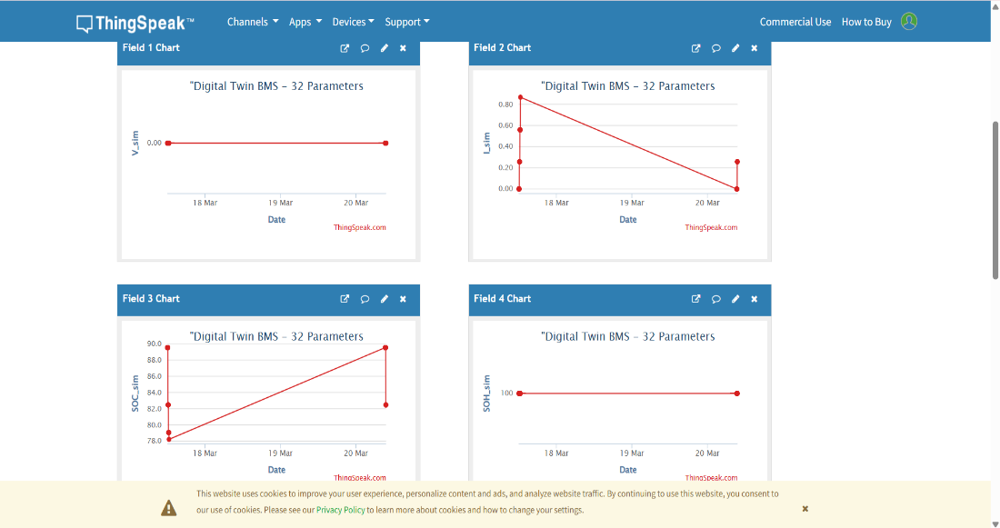 ThingSpeak™ Channels Apps Devices Support Commercial Use How to Buy
Field 1 Chart
"Digital Twin BMS - 32 Parameters
V_sim
0.00
18 Mar 19 Mar 20 Mar
Date
ThingSpeak.com
Field 2 Chart
"Digital Twin BMS - 32 Parameters
I_sim
0.80
0.60
0.40
0.20
0.00
18 Mar 19 Mar 20 Mar
Date
ThingSpeak.com
Field 3 Chart
"Digital Twin BMS - 32 Parameters
SOC_sim
90.0
88.0
86.0
84.0
82.0
80.0
78.0
18 Mar 19 Mar 20 Mar
Date
ThingSpeak.com
Field 4 Chart
"Digital Twin BMS - 32 Parameters
SOH_sim
100
18 Mar 19 Mar 20 Mar
Date
ThingSpeak.com
This website uses cookies to improve your user experience, personalize content and ads, and analyze website traffic. By continuing to use this website, you consent to
our use of cookies. Please see our Privacy Policy to learn more about cookies and how to change your settings.